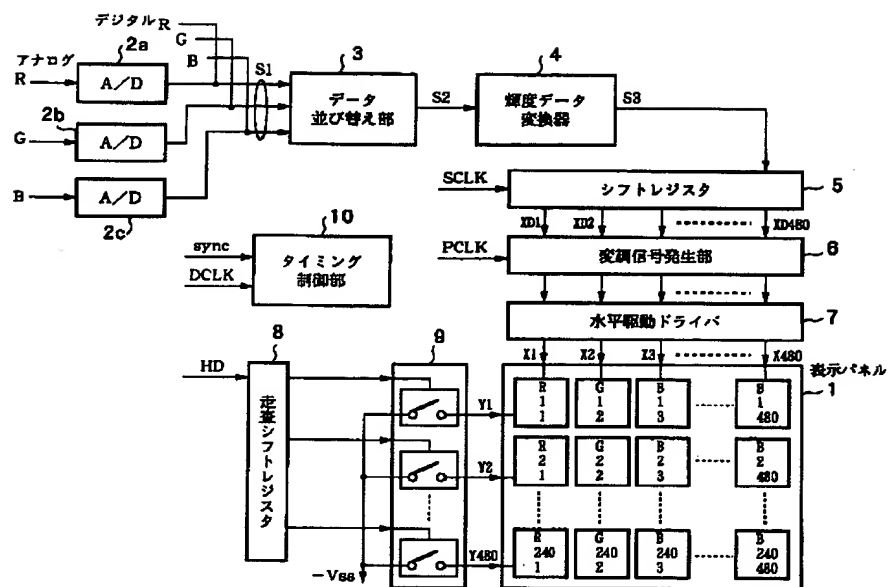 デジタル R
G
B
アナログ
R
2a
A/D
2b
G
A/D
B
A/D
2c
S1
3
データ
並び替え部
S2
4
輝度データ
変換器
S3
SCLK
シフトレジスタ
5
XD1
XD2
XD480
PCLK
変調信号発生部
6
水平駆動ドライバ
7
X1
X2
X3
X480
表示パネル
1
10
sync
DCLK
タイミング
制御部
8
HD
走査シフトレジスタ
9
Y1
Y2
Y480
-Vss
R
1
1
G
1
2
B
1
3
B
1
480
R
2
1
G
2
2
B
2
3
B
2
480
R
240
1
G
240
2
B
240
3
B
240
480